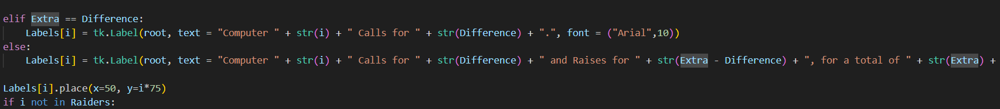 elif Extra == Difference:
    Labels[i] = tk.Label(root, text = "Computer " + str(i) + " Calls for " + str(Difference) + ".", font = ("Arial",10))
else:
    Labels[i] = tk.Label(root, text = "Computer " + str(i) + " Calls for " + str(Difference) + " and Raises for " + str(Extra - Difference) + ", for a total of " + str(Extra) +
Labels[i].place(x=50, y=i*75)
if i not in Raiders: